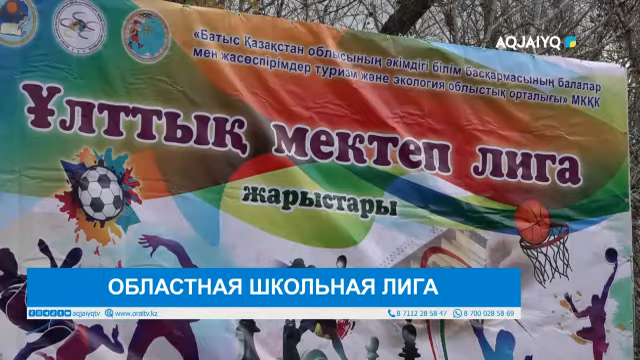 AQJAIYQ
«Батыс Қазақстан облысының әкімдігі білім басқармасының балалар
мен жасөспірімдер туризм және экология облыстық орталығы» МКҚК
Ұлттық мектеп лига
жарыстары
ОБЛАСТНАЯ ШКОЛЬНАЯ ЛИГА
aqjaiyqtv
www.oraltv.kz
8 7112 28 58 47
8 700 028 58 69